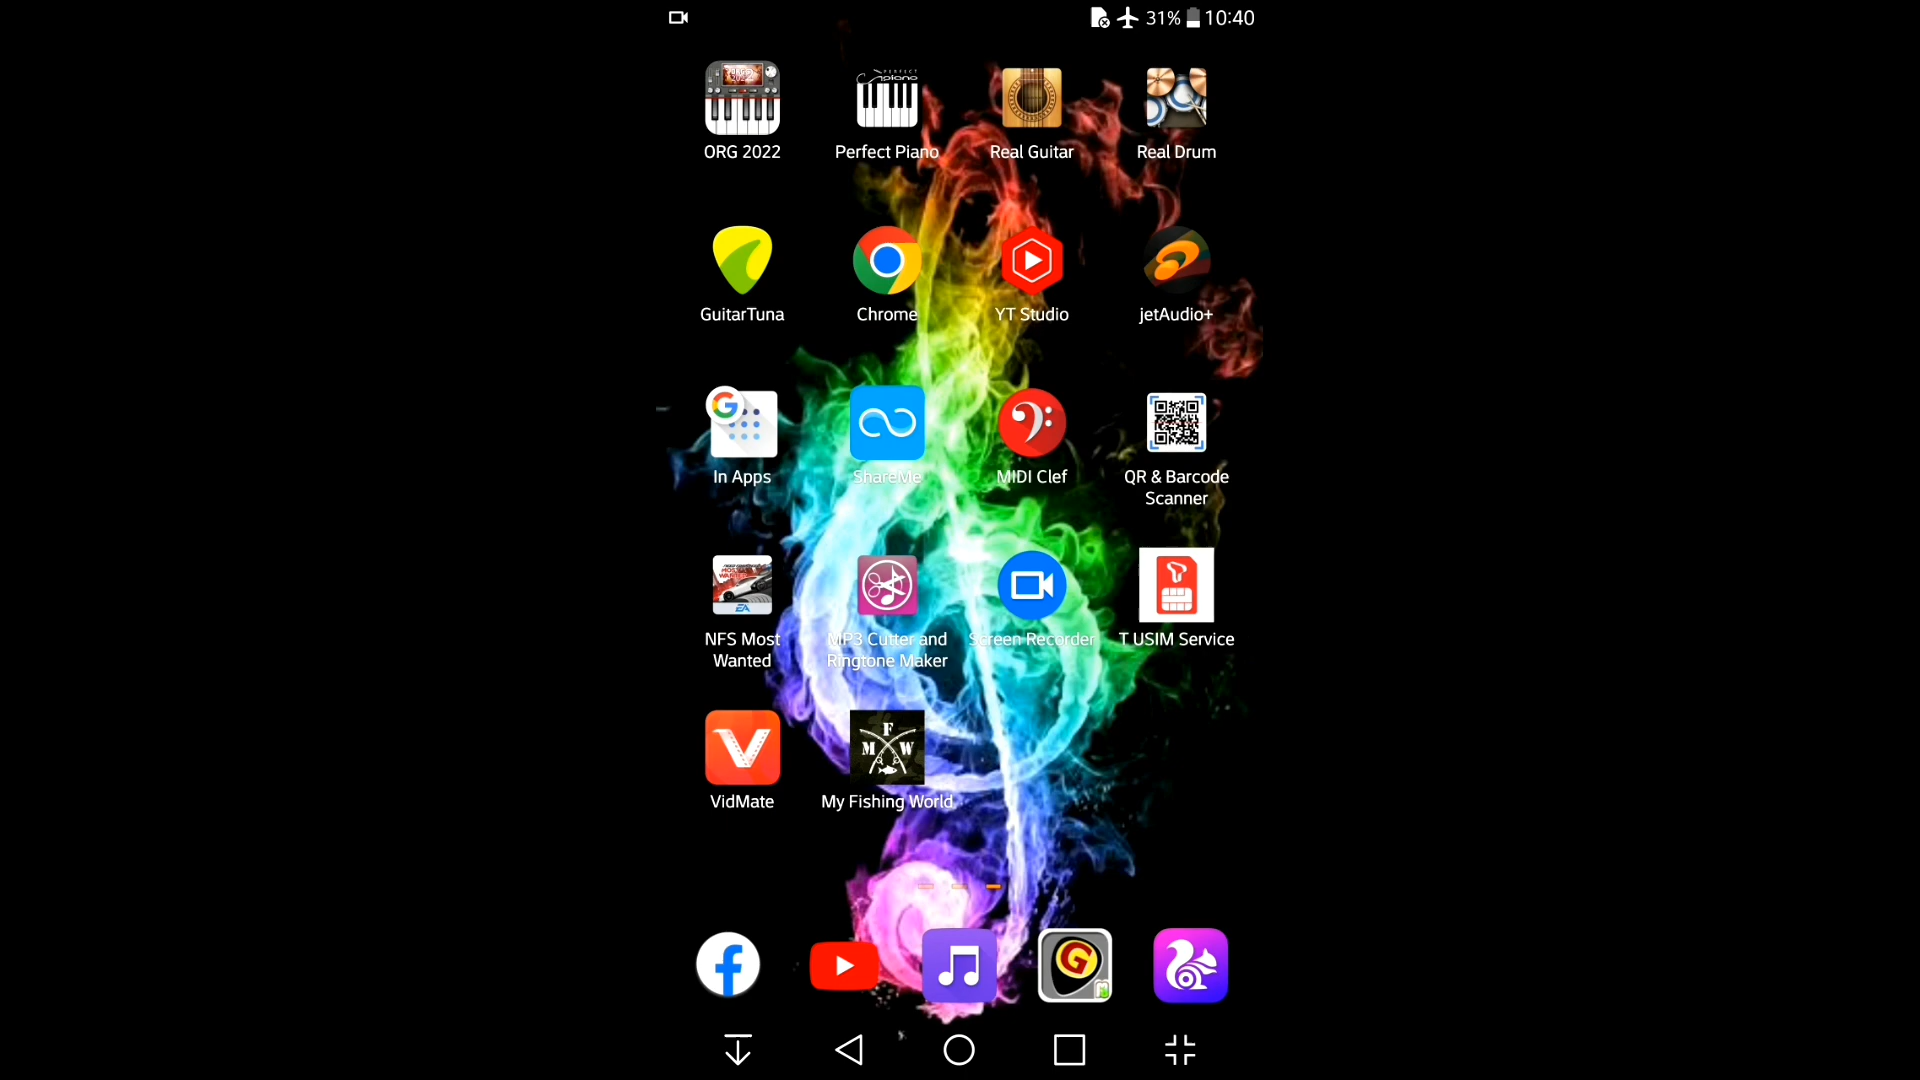 31% 10:40
ORG 2022 Perfect Piano Real Guitar Real Drum
GuitarTuna Chrome YT Studio jetAudio+
In Apps ShareMe MIDI Clef QR & Barcode
Scanner
NFS Most MP3 Cutter and Screen Recorder T USIM Service
Wanted Ringtone Maker
VidMate My Fishing World